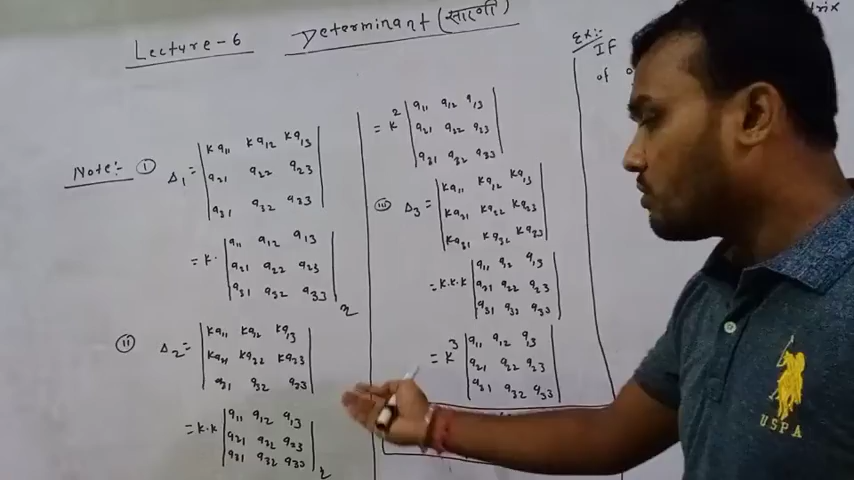 Lecture-6
Determinant (सारणी)
Note:- (i) Δ1 = | ka11 ka12 ka13
a21 a22 a23
a31 a32 a33 |
= k· | a11 a12 a13
a21 a22 a23
a31 a32 a33 |
(ii) Δ2 = | ka11 ka12 ka13
ka21 ka22 ka23
a31 a32 a33 |
= k·k | a11 a12 a13
a21 a22 a23
a31 a32 a33 |
= k² | a11 a12 a13
a21 a22 a23
a31 a32 a33 |
(iii) Δ3 = | ka11 ka12 ka13
ka21 ka22 ka23
ka31 ka32 ka33 |
= k·k·k | a11 a12 a13
a21 a22 a23
a31 a32 a33 |
= k³ | a11 a12 a13
a21 a22 a23
a31 a32 a33 |
Ex:-
IF
of
USPA